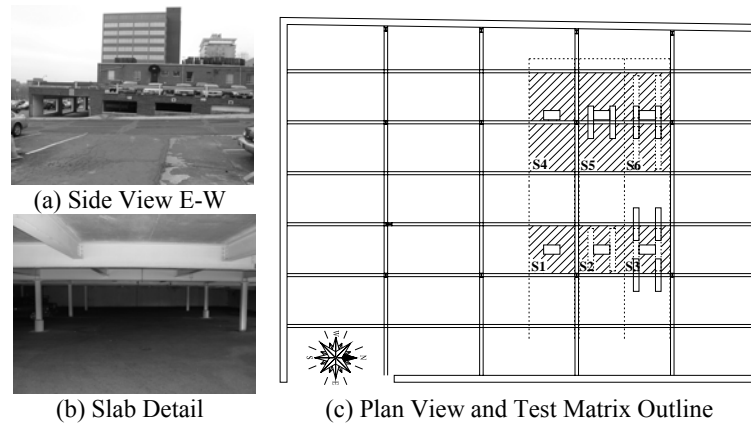 (a) Side View E-W
(b) Slab Detail
S4
S5
S6
S1
S2
S3
W
S
N
E
(c) Plan View and Test Matrix Outline